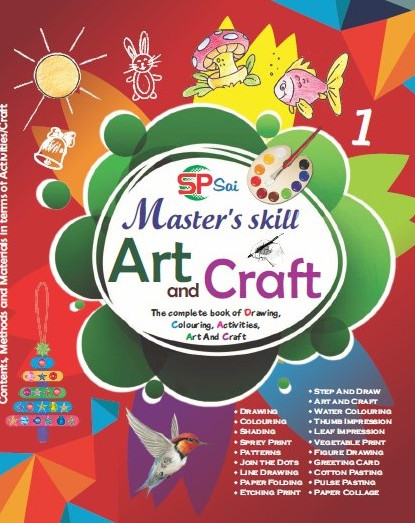 Contents, Methods and Materials in terms of Activities/Craft
1
SP Sai
Master's skill
Art
and Craft
The complete book of Drawing,
Colouring, Activities,
Art And Craft
• Drawing
• Colouring
• Shading
• Sprey Print
• Patterns
• Join the Dots
• Line Drawing
• Paper Folding
• Etching Print
• Step And Draw
• Art and Craft
• Water Colouring
• Thumb Impression
• Leaf Impression
• Vegetable Print
• Figure Drawing
• Greeting Card
• Cotton Pasting
• Pulse Pasting
• Paper Collage